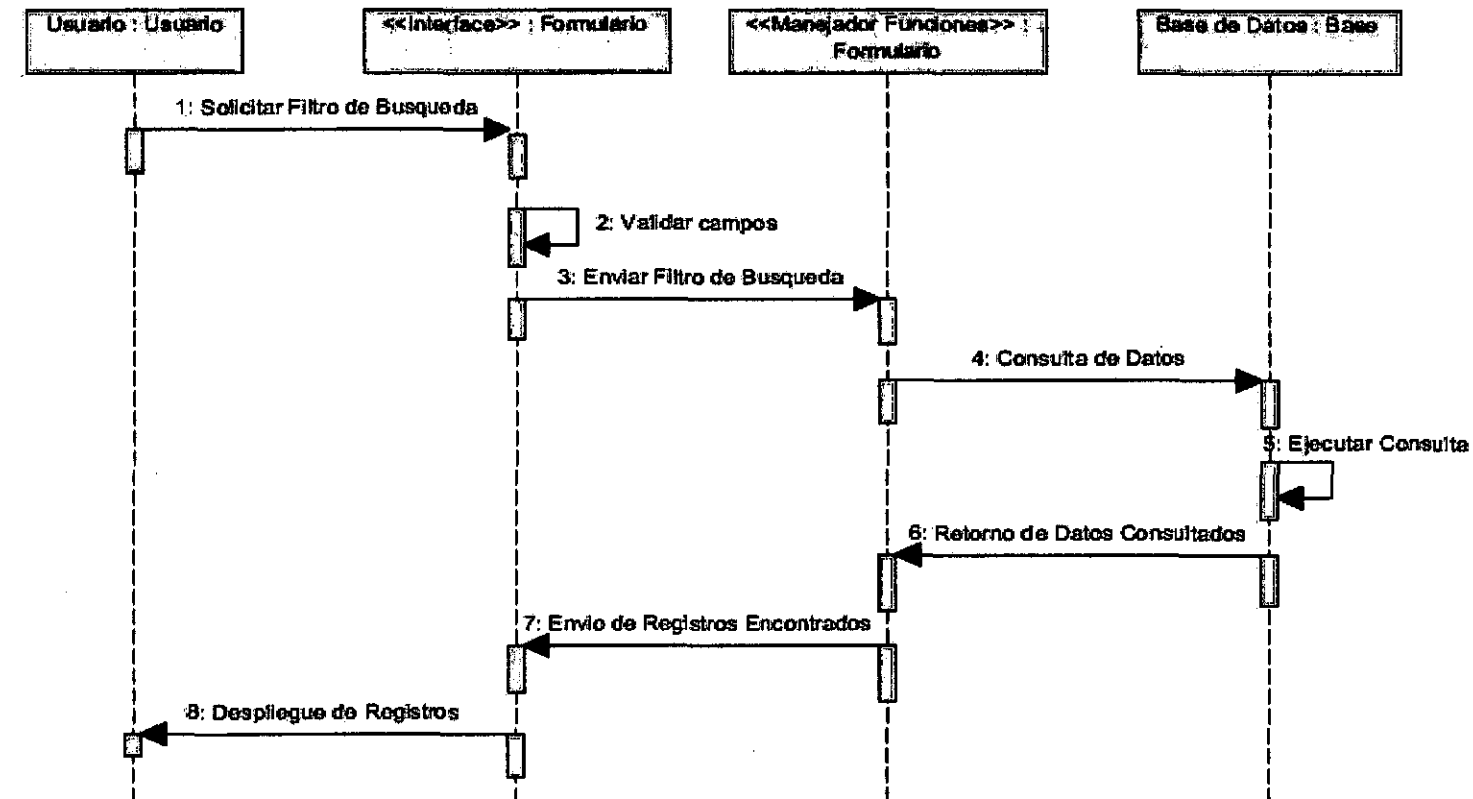 Usuario : Usuario
<<Interface>> : Formulario
<<Manejador Funciones>> :
Formulario
Base de Datos : Base
1: Solicitar Filtro de Busqueda
2: Validar campos
3: Enviar Filtro de Busqueda
4: Consulta de Datos
5: Ejecutar Consulta
6: Retorno de Datos Consultados
7: Envio de Registros Encontrados
8: Despliegue de Registros